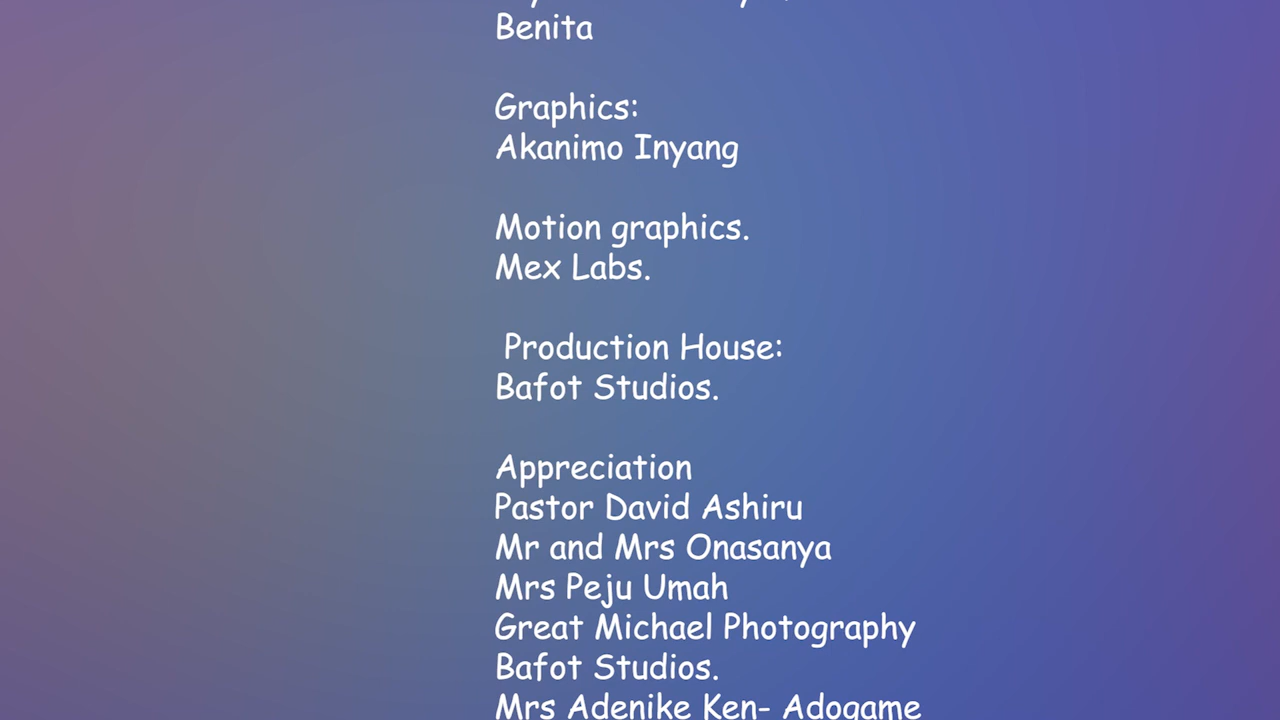 Benita
Graphics:
Akanimo Inyang
Motion graphics.
Mex Labs.
Production House:
Bafot Studios.
Appreciation
Pastor David Ashiru
Mr and Mrs Onasanya
Mrs Peju Umah
Great Michael Photography
Bafot Studios.
Mrs Adenike Ken- Adogame